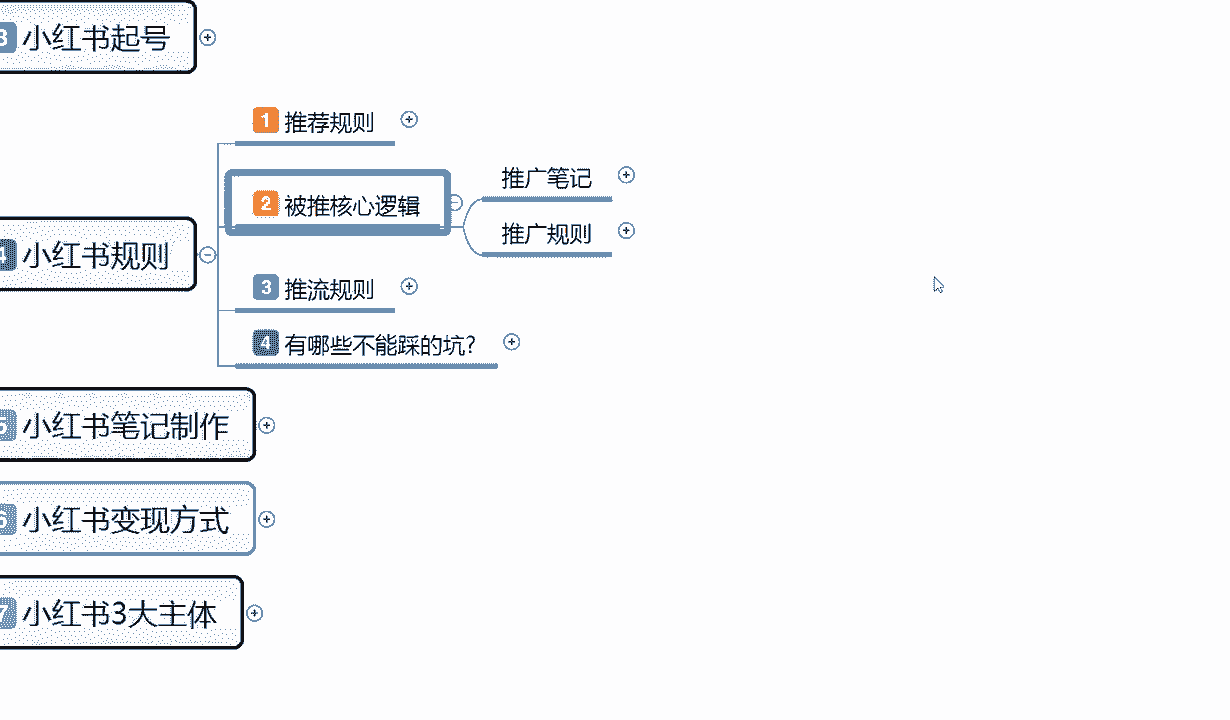 3 小红书起号
1 推荐规则
2 被推核心逻辑
推广笔记
推广规则
4 小红书规则
3 推流规则
4 有哪些不能踩的坑?
5 小红书笔记制作
6 小红书变现方式
7 小红书3大主体